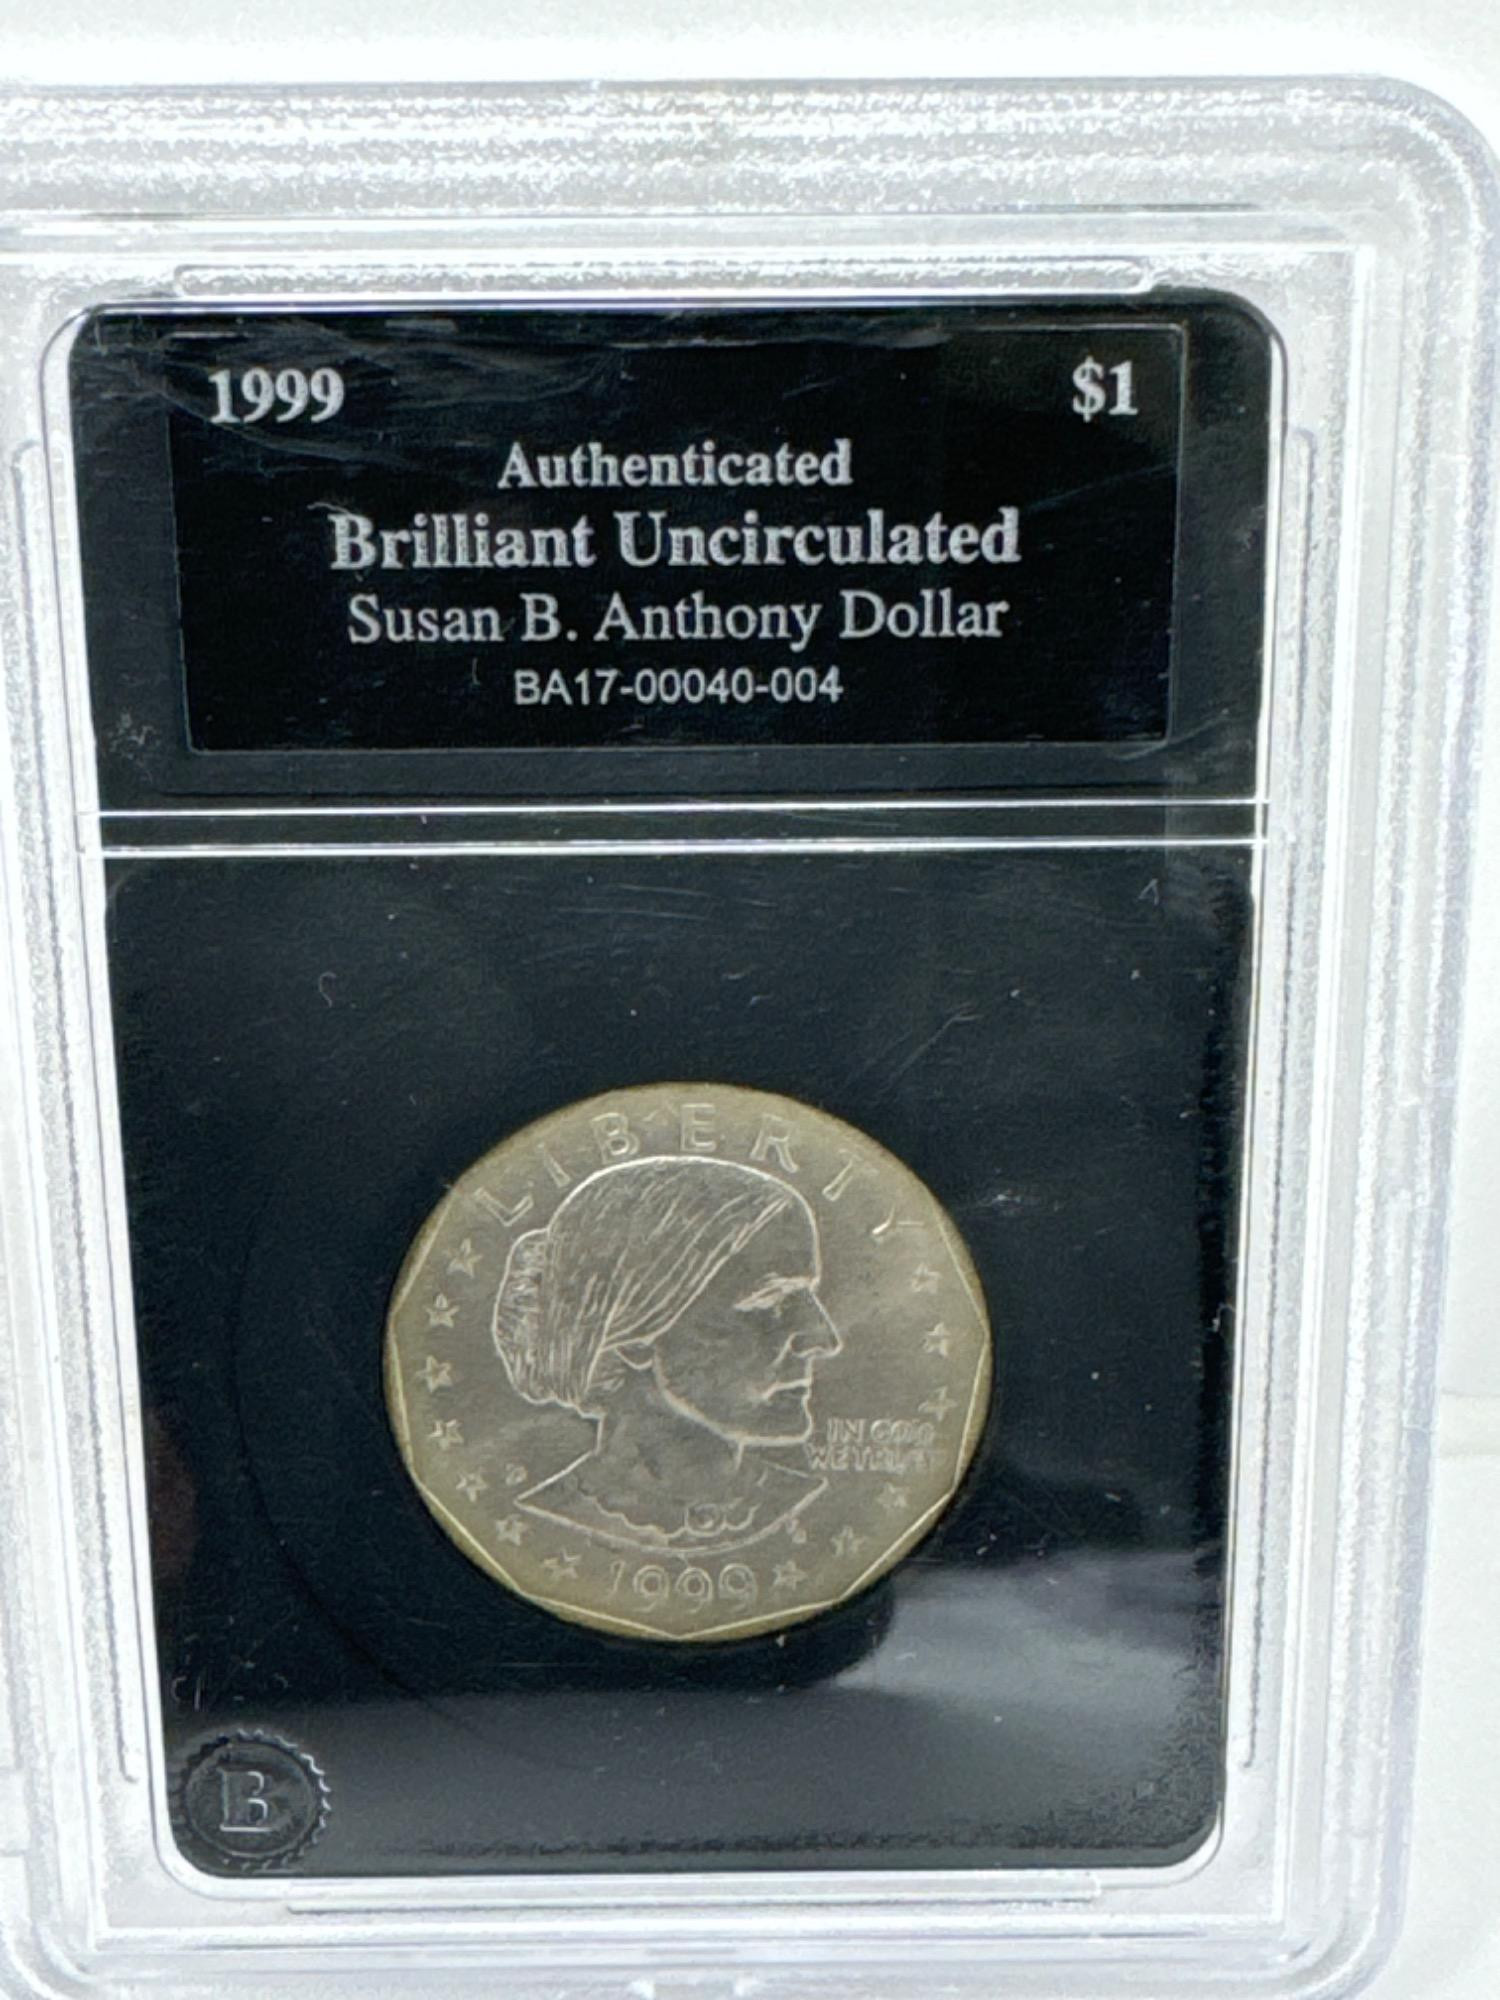 1999 $1
Authenticated
Brilliant Uncirculated
Susan B. Anthony Dollar
BA17-00040-004
LIBERTY
IN GOD
WE TRUST
1999
B